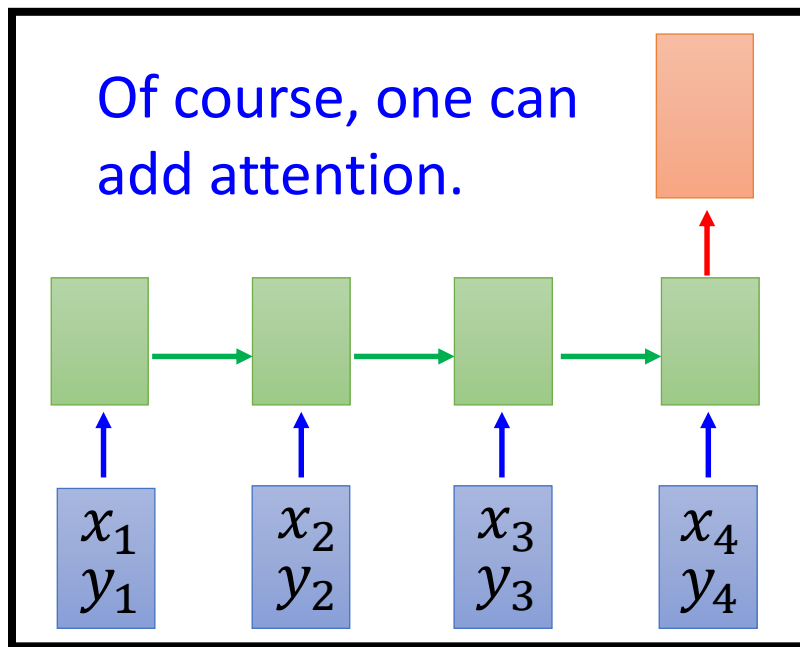 Of course, one can
add attention.
x₁ x₂ x₃ x₄
y₁ y₂ y₃ y₄